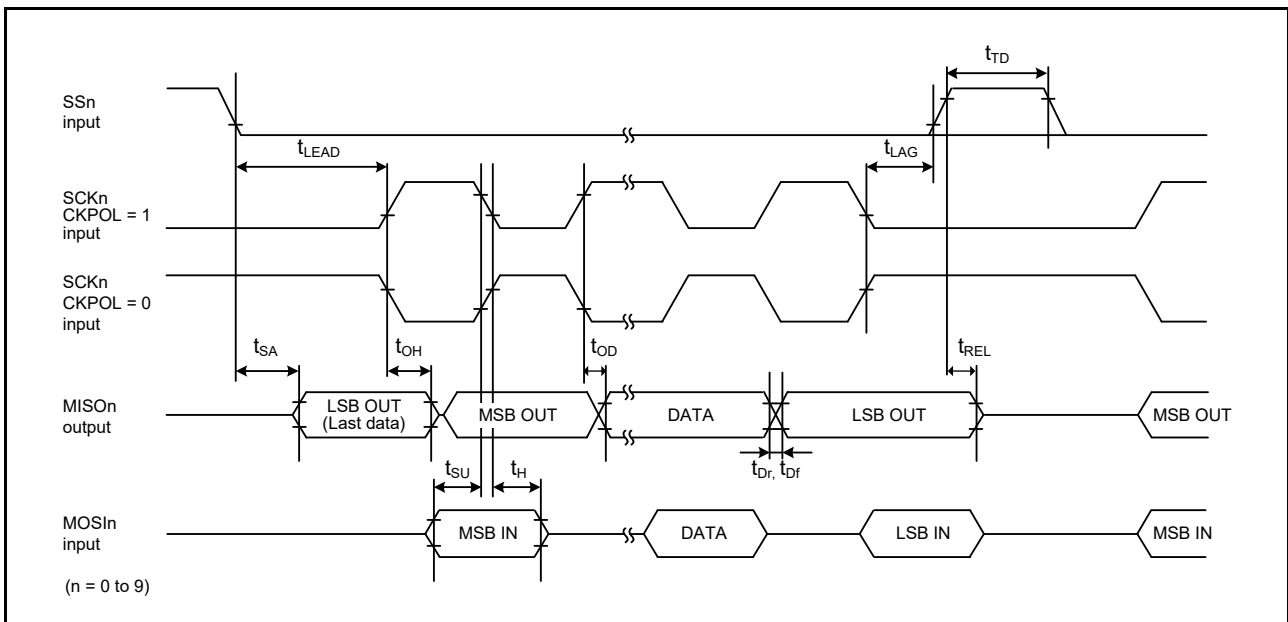 tTD
SSn
input
tLEAD
tLAG
SCKn
CKPOL = 1
input
SCKn
CKPOL = 0
input
tSA
tOH
tOD
tREL
MISOn
output
LSB OUT
(Last data)
MSB OUT
DATA
LSB OUT
MSB OUT
tSU
tH
tDr, tDf
MOSIn
input
MSB IN
DATA
LSB IN
MSB IN
(n = 0 to 9)